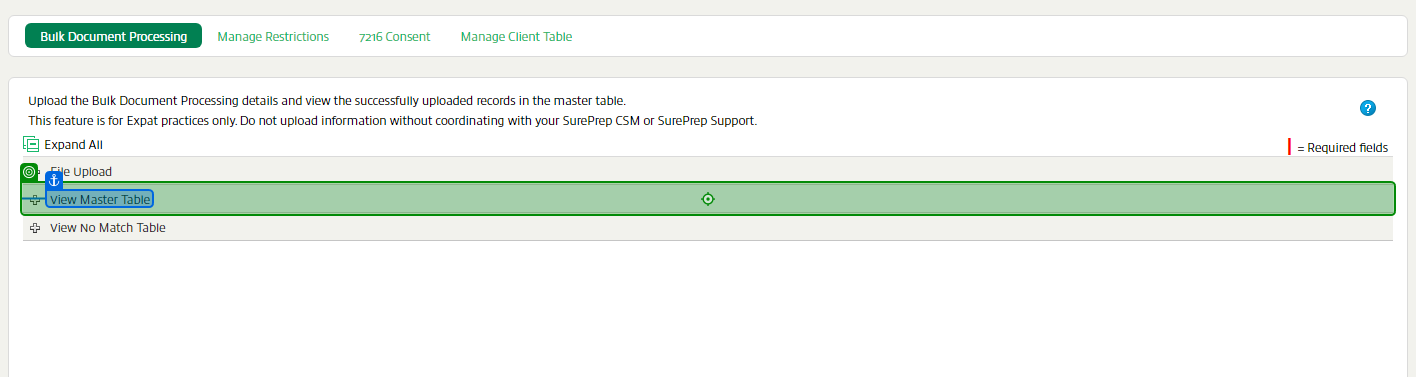 Bulk Document Processing Manage Restrictions 7216 Consent Manage Client Table
Upload the Bulk Document Processing details and view the successfully uploaded records in the master table.
This feature is for Expat practices only. Do not upload information without coordinating with your SurePrep CSM or SurePrep Support.
?
Expand All
= Required fields
File Upload
View Master Table
View No Match Table